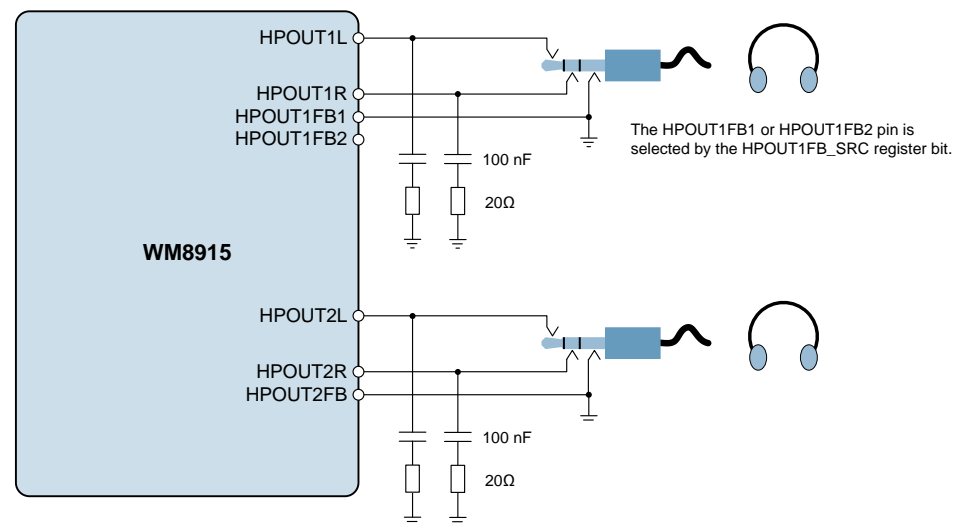 HPOUT1L
HPOUT1R
HPOUT1FB1
HPOUT1FB2
The HPOUT1FB1 or HPOUT1FB2 pin is
selected by the HPOUT1FB_SRC register bit.
100 nF
20Ω
WM8915
HPOUT2L
HPOUT2R
HPOUT2FB
100 nF
20Ω